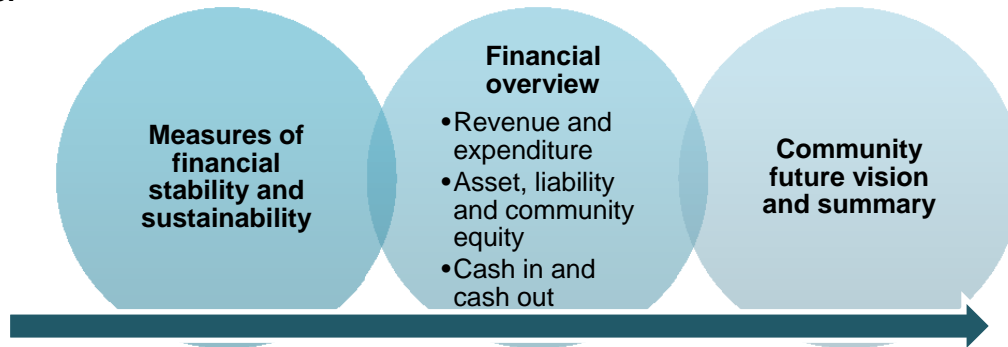 Measures of
financial
stability and
sustainability
Financial
overview
•Revenue and
expenditure
•Asset, liability
and community
equity
•Cash in and
cash out
Community
future vision
and summary